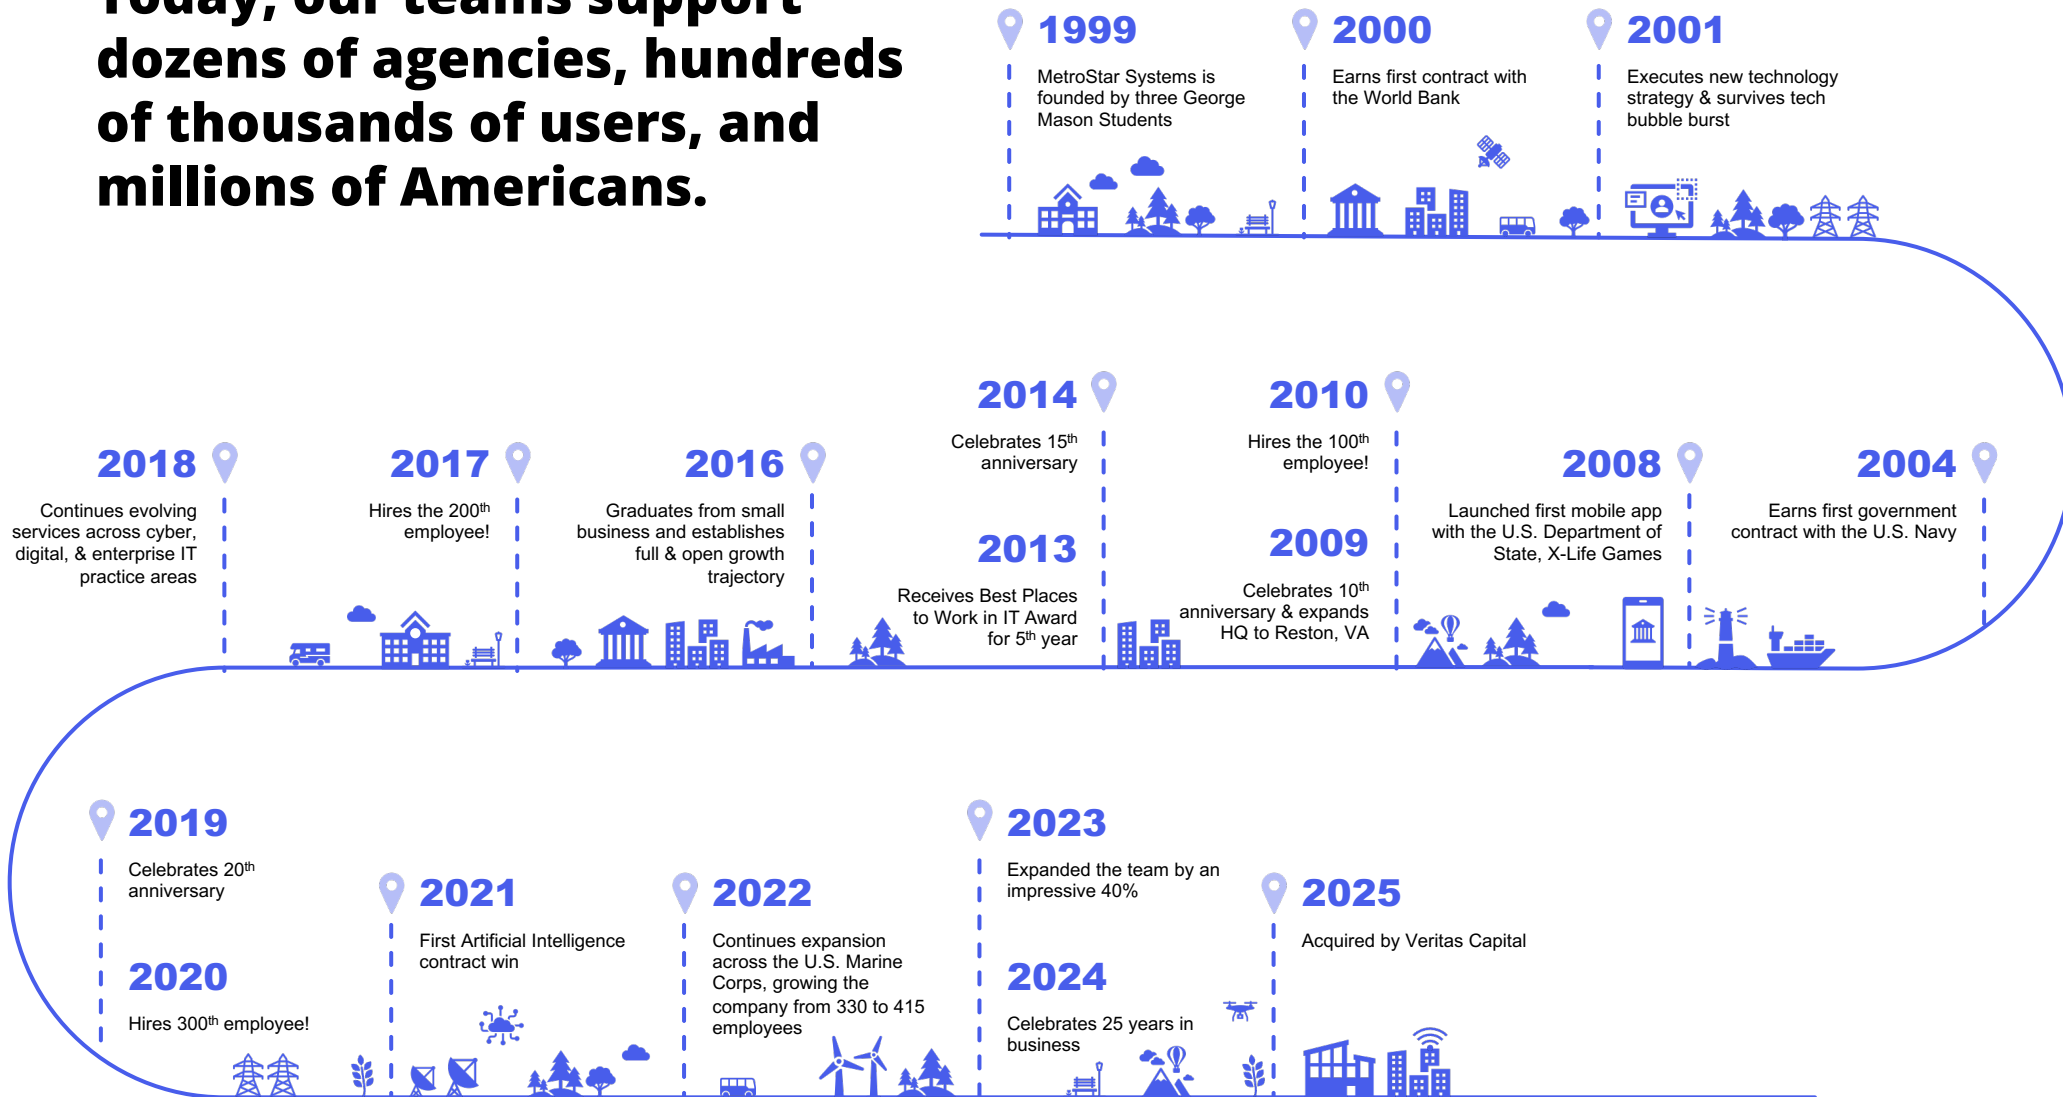 Today, our teams support
dozens of agencies, hundreds
of thousands of users, and
millions of Americans.
1999
MetroStar Systems is
founded by three George
Mason Students
2000
Earns first contract with
the World Bank
2001
Executes new technology
strategy & survives tech
bubble burst
2004
Earns first government
contract with the U.S. Navy
2008
Launched first mobile app
with the U.S. Department of
State, X-Life Games
2010
Hires the 100th
employee!
2009
Celebrates 10th
anniversary & expands
HQ to Reston, VA
2014
Celebrates 15th
anniversary
2013
Receives Best Places
to Work in IT Award
for 5th year
2016
Graduates from small
business and establishes
full & open growth
trajectory
2017
Hires the 200th
employee!
2018
Continues evolving
services across cyber,
digital, & enterprise IT
practice areas
2019
Celebrates 20th
anniversary
2020
Hires 300th employee!
2021
First Artificial Intelligence
contract win
2022
Continues expansion
across the U.S. Marine
Corps, growing the
company from 330 to 415
employees
2023
Expanded the team by an
impressive 40%
2024
Celebrates 25 years in
business
2025
Acquired by Veritas Capital